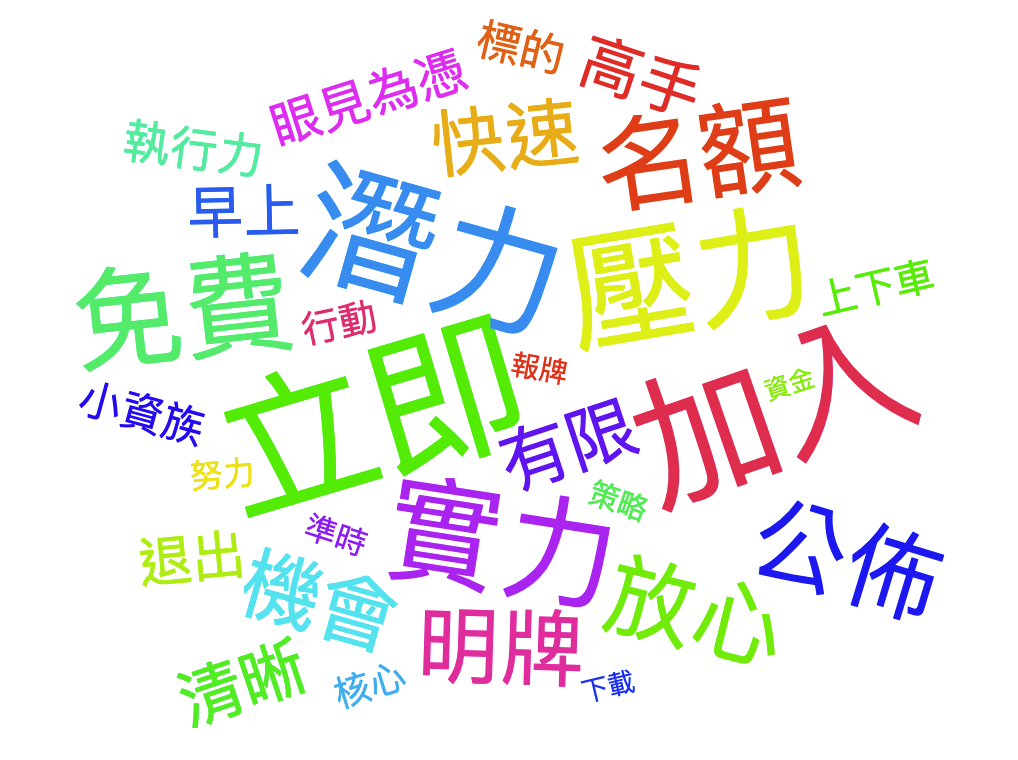 標的
高手
眼見為憑
快速
名額
執行力
早上
潛力
壓力
上下車
免費
行動
立即
報牌
資金
加入
小資族
有限
努力
策略
實力
準時
公佈
退出
機會
放心
明牌
清晰
核心
下載